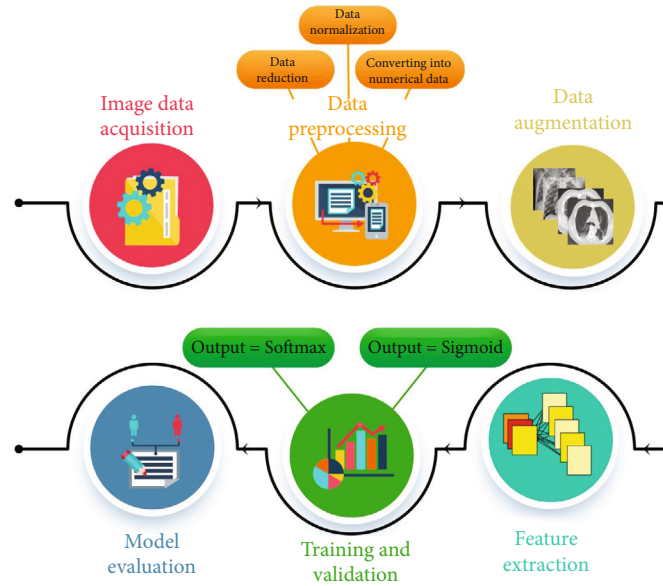 Data
normalization
Data
reduction
Converting into
numerical data
Image data
acquisition
Data
preprocessing
Data
augmentation
Output = Softmax
Output = Sigmoid
Model
evaluation
Training and
validation
Feature
extraction